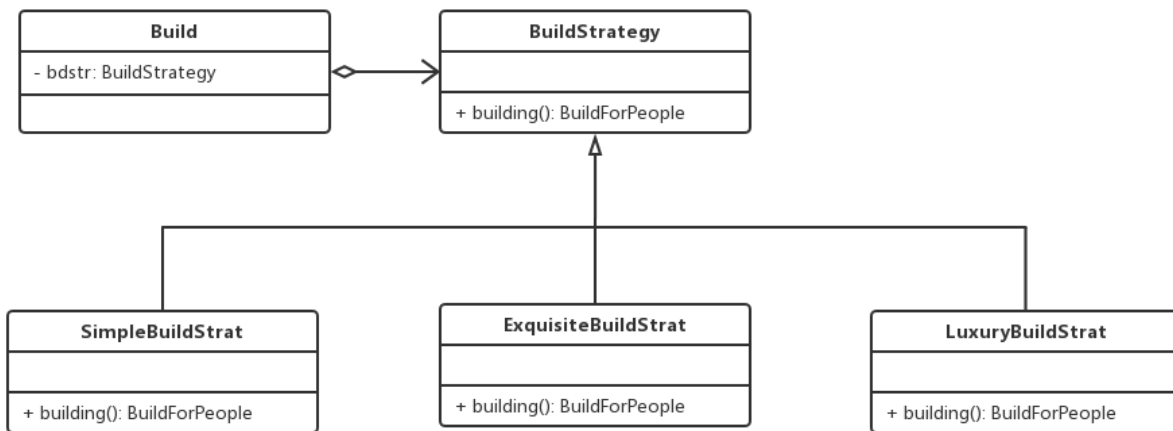 Build
- bdstr: BuildStrategy
BuildStrategy
+ building(): BuildForPeople
SimpleBuildStrat
+ building(): BuildForPeople
ExquisiteBuildStrat
+ building(): BuildForPeople
LuxuryBuildStrat
+ building(): BuildForPeople